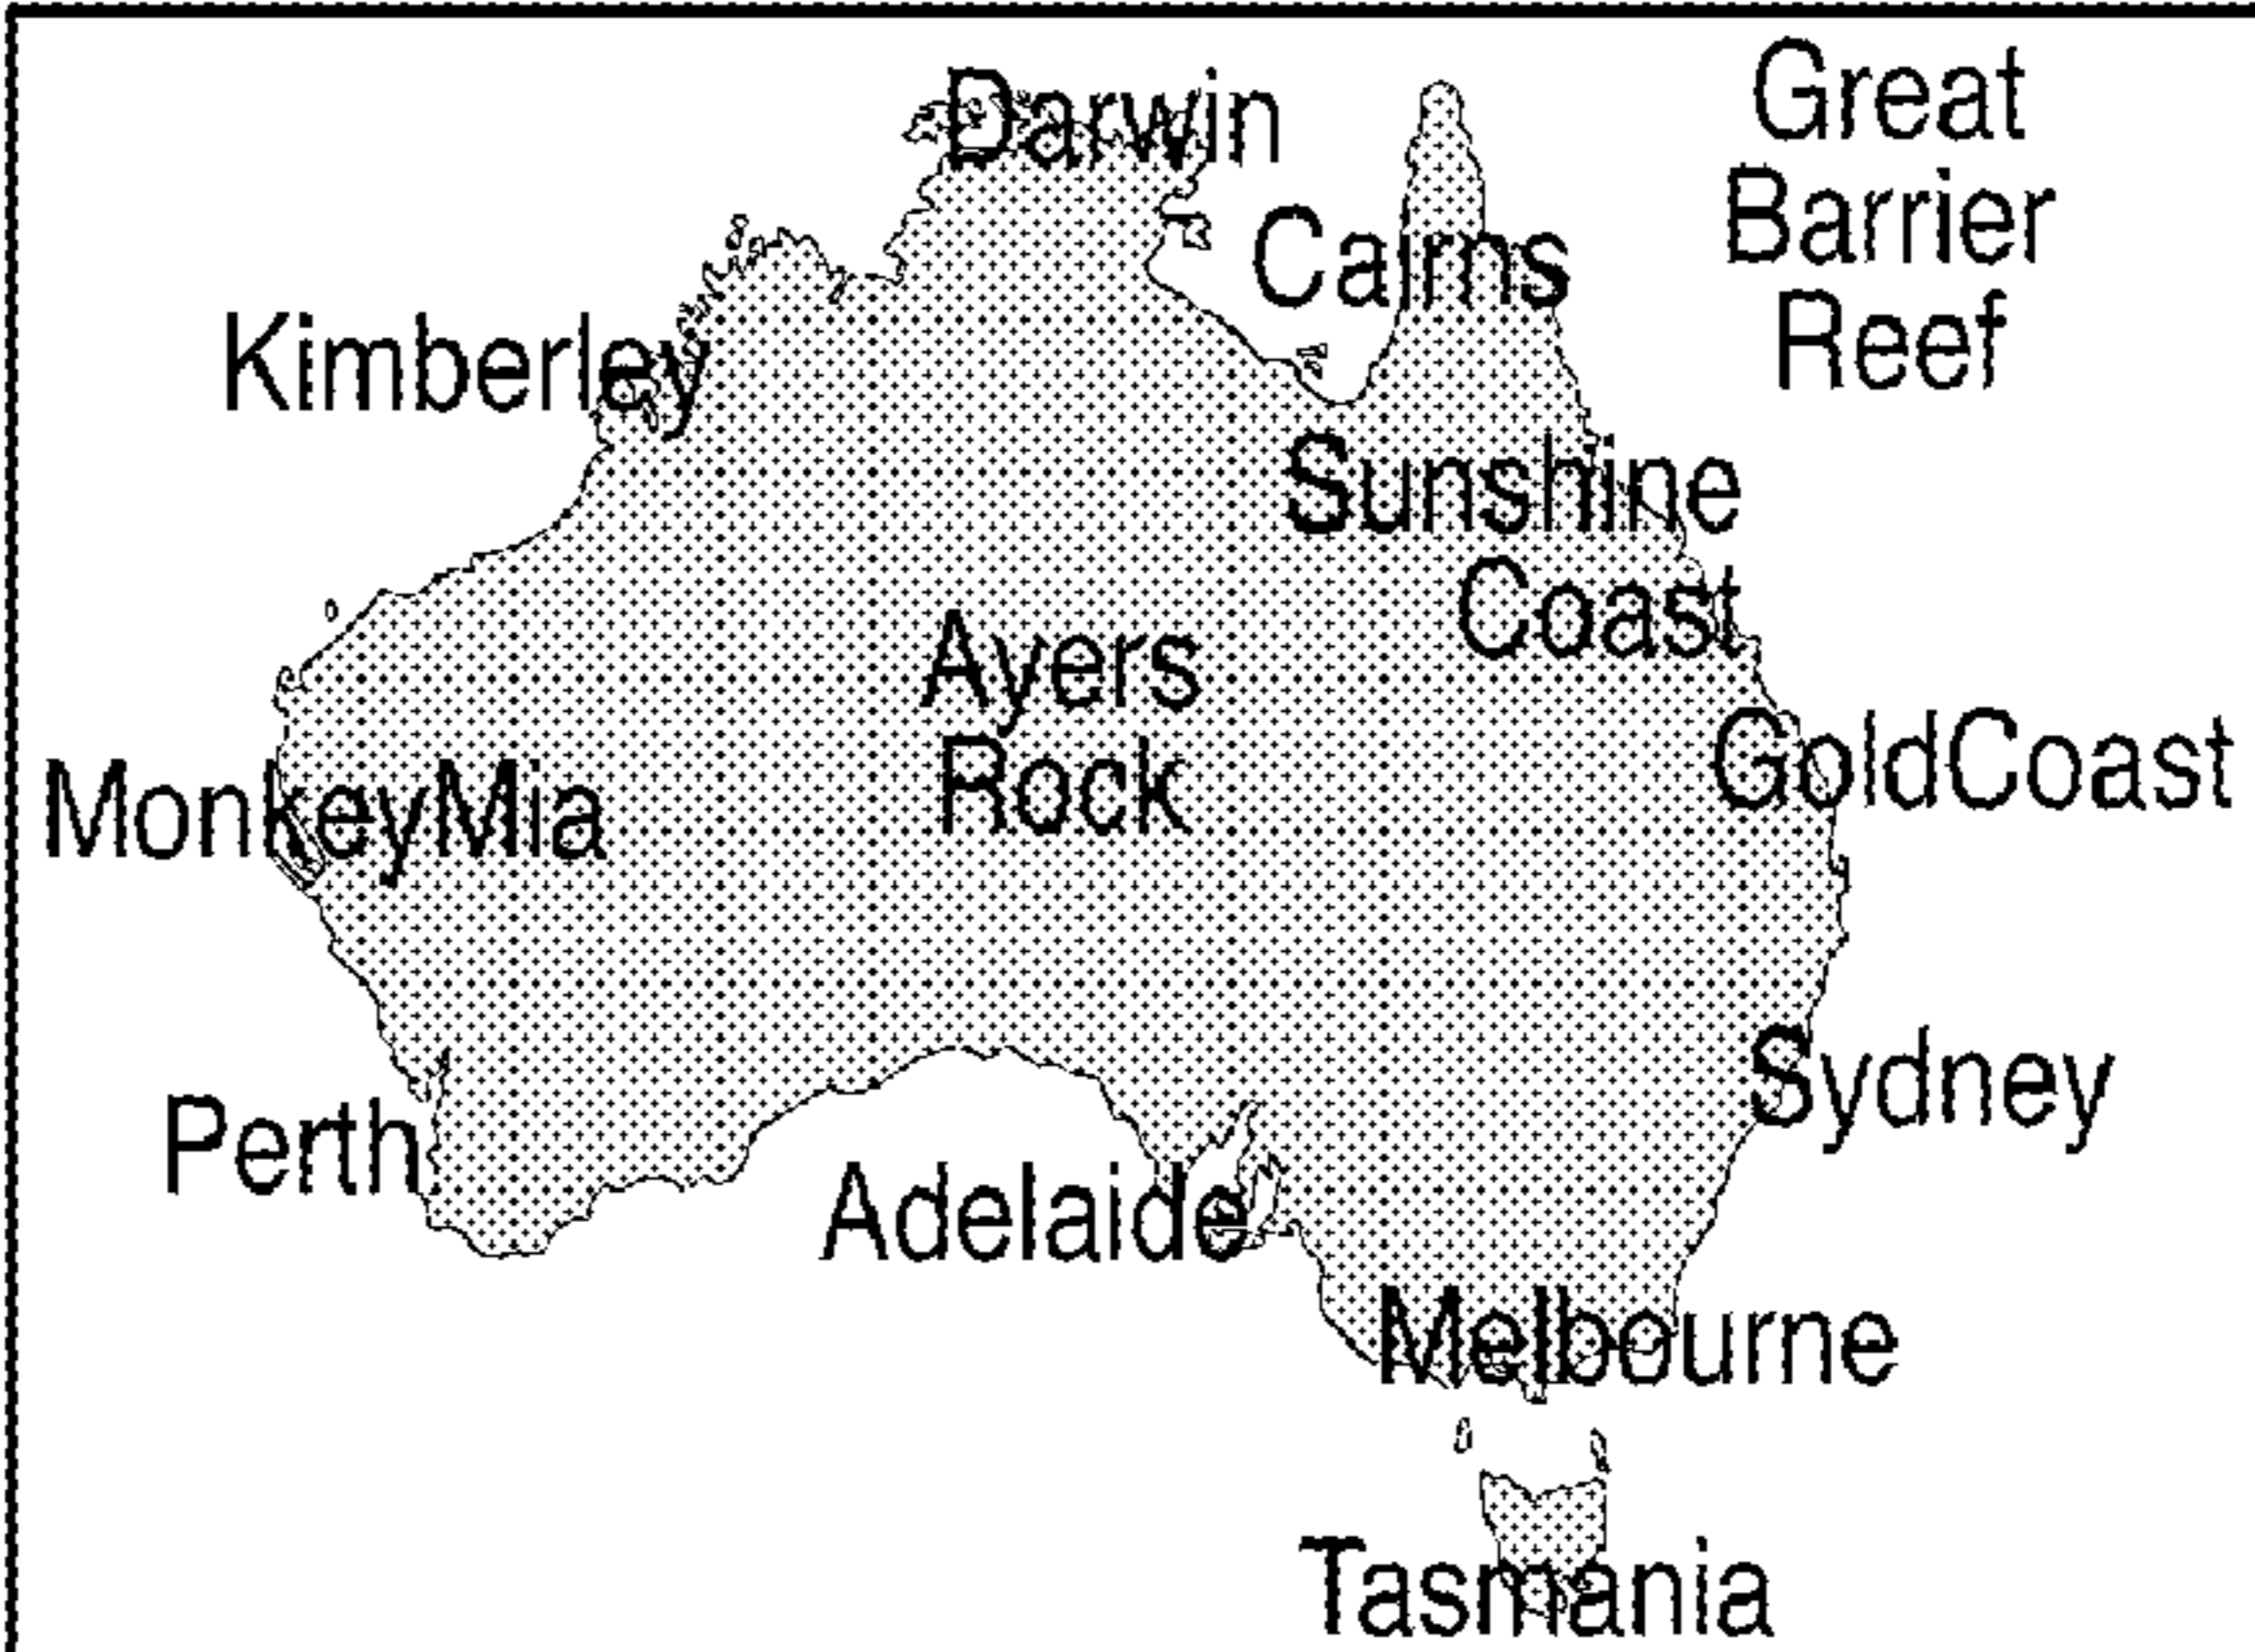 Great
Barrier
Reef
Darwin
Cairns
Kimberley
Sunshine
Coast
Ayers
Rock
GoldCoast
MonkeyMia
Sydney
Perth
Adelaide
Melbourne
Tasmania